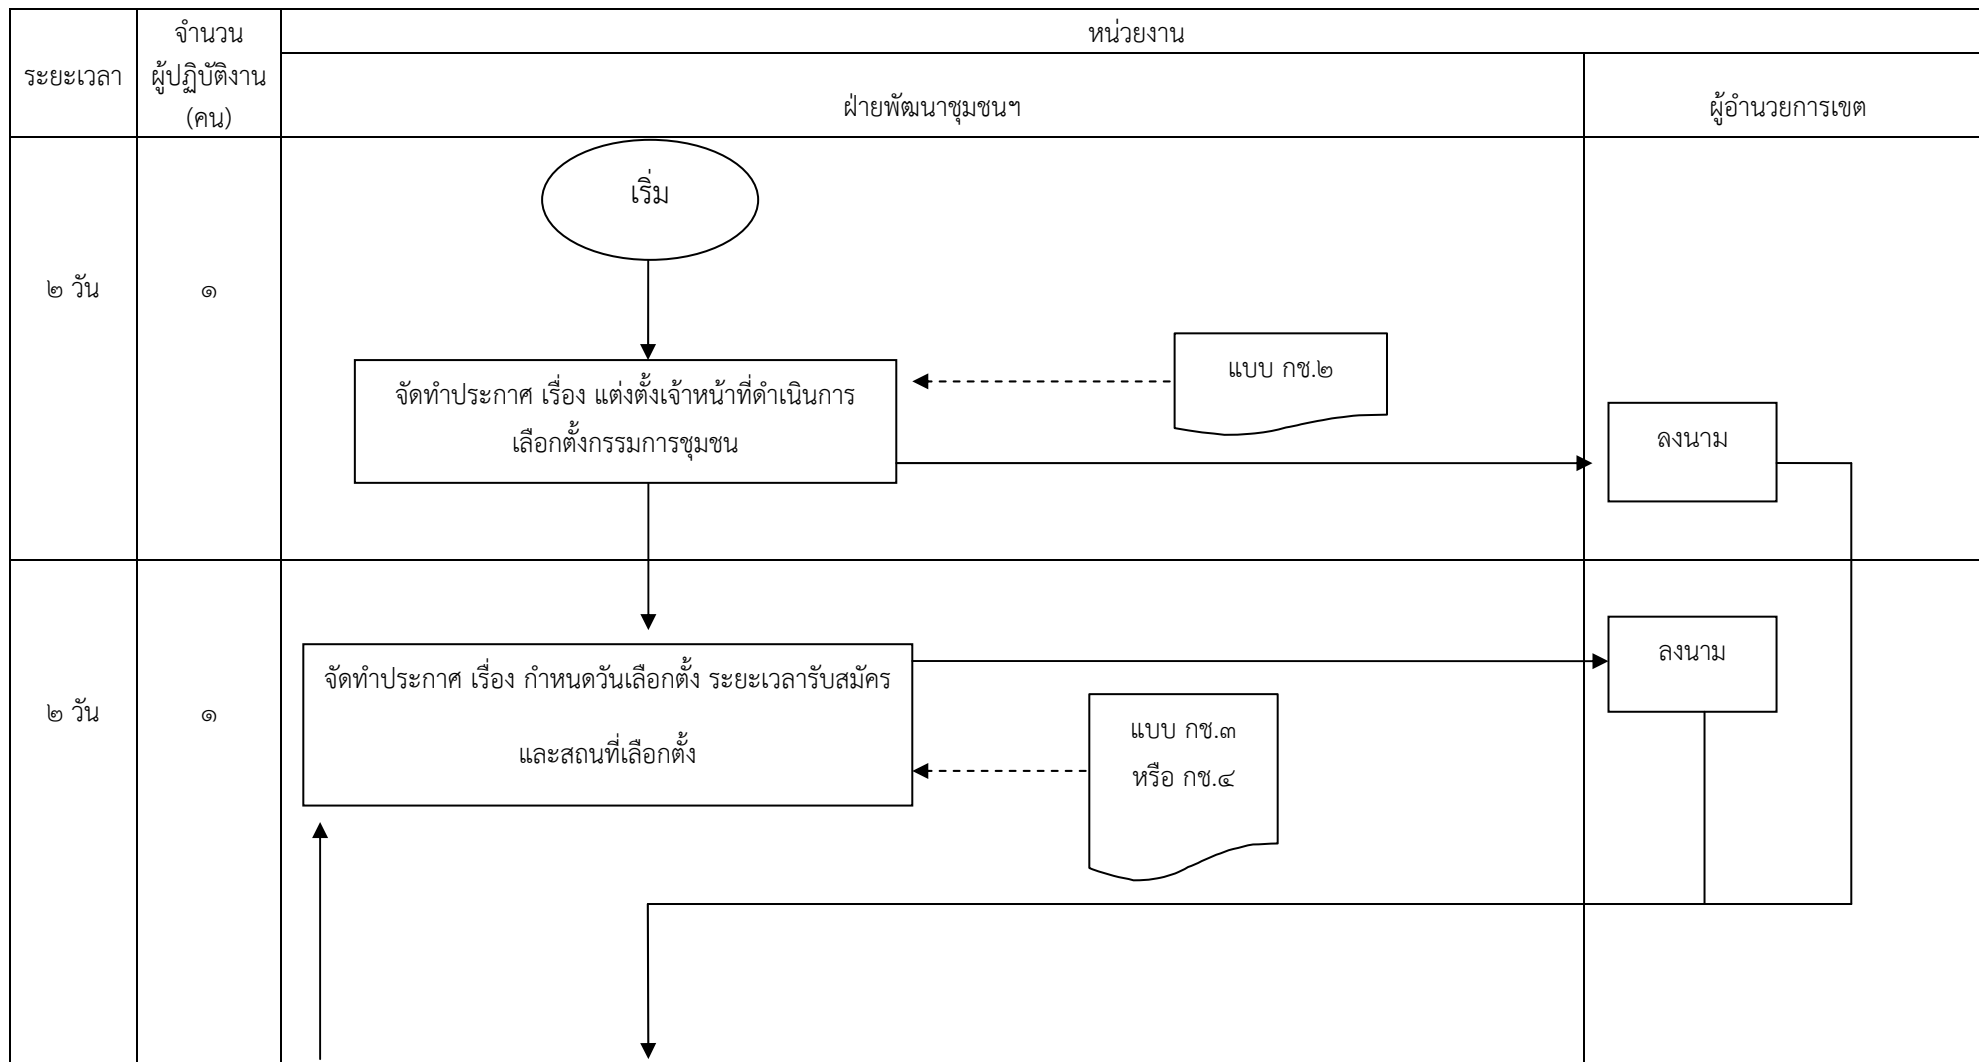 ระยะเวลา
จำนวน
ผู้ปฏิบัติงาน
(คน)
หน่วยงาน
ฝ่ายพัฒนาชุมชนฯ
ผู้อำนวยการเขต
เริ่ม
๒ วัน
๑
แบบ กช.๒
จัดทำประกาศ เรื่อง แต่งตั้งเจ้าหน้าที่ดำเนินการ
เลือกตั้งกรรมการชุมชน
ลงนาม
๒ วัน
๑
จัดทำประกาศ เรื่อง กำหนดวันเลือกตั้ง ระยะเวลารับสมัคร
และสถนที่เลือกตั้ง
แบบ กช.๓
หรือ กช.๔
ลงนาม